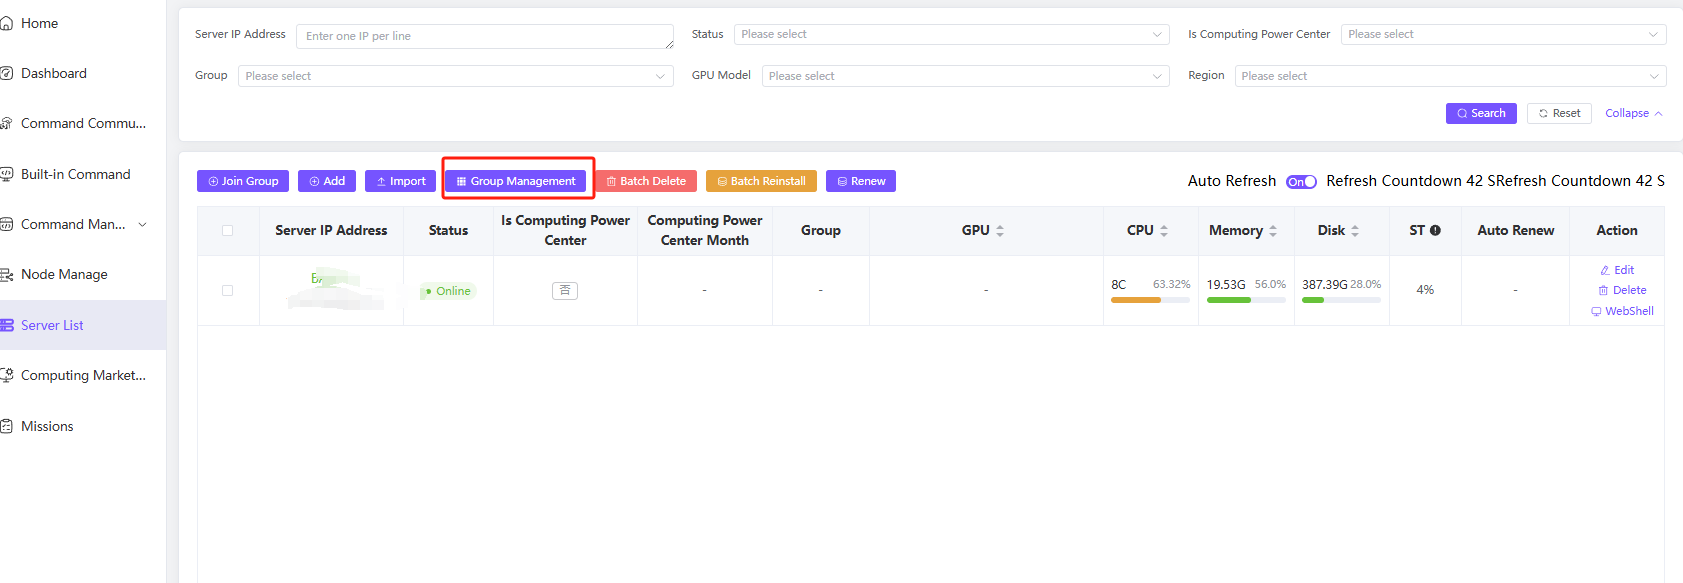 Home
Dashboard
Command Commu...
Built-in Command
Command Man...
Node Manage
Server List
Computing Market...
Missions
Server IP Address Enter one IP per line Status Please select Is Computing Power Center Please select
Group Please select GPU Model Please select Region Please select
Search Reset Collapse
Join Group Add Import Group Management Batch Delete Batch Reinstall Renew Auto Refresh On Refresh Countdown 42 SRefresh Countdown 42 S
Server IP Address Status Is Computing Power Center Computing Power Center Month Group GPU CPU Memory Disk ST Auto Renew Action
Online 否 - - - 8C 63.32% 19.53G 56.0% 387.39G 28.0% 4% - Edit
Delete
WebShell